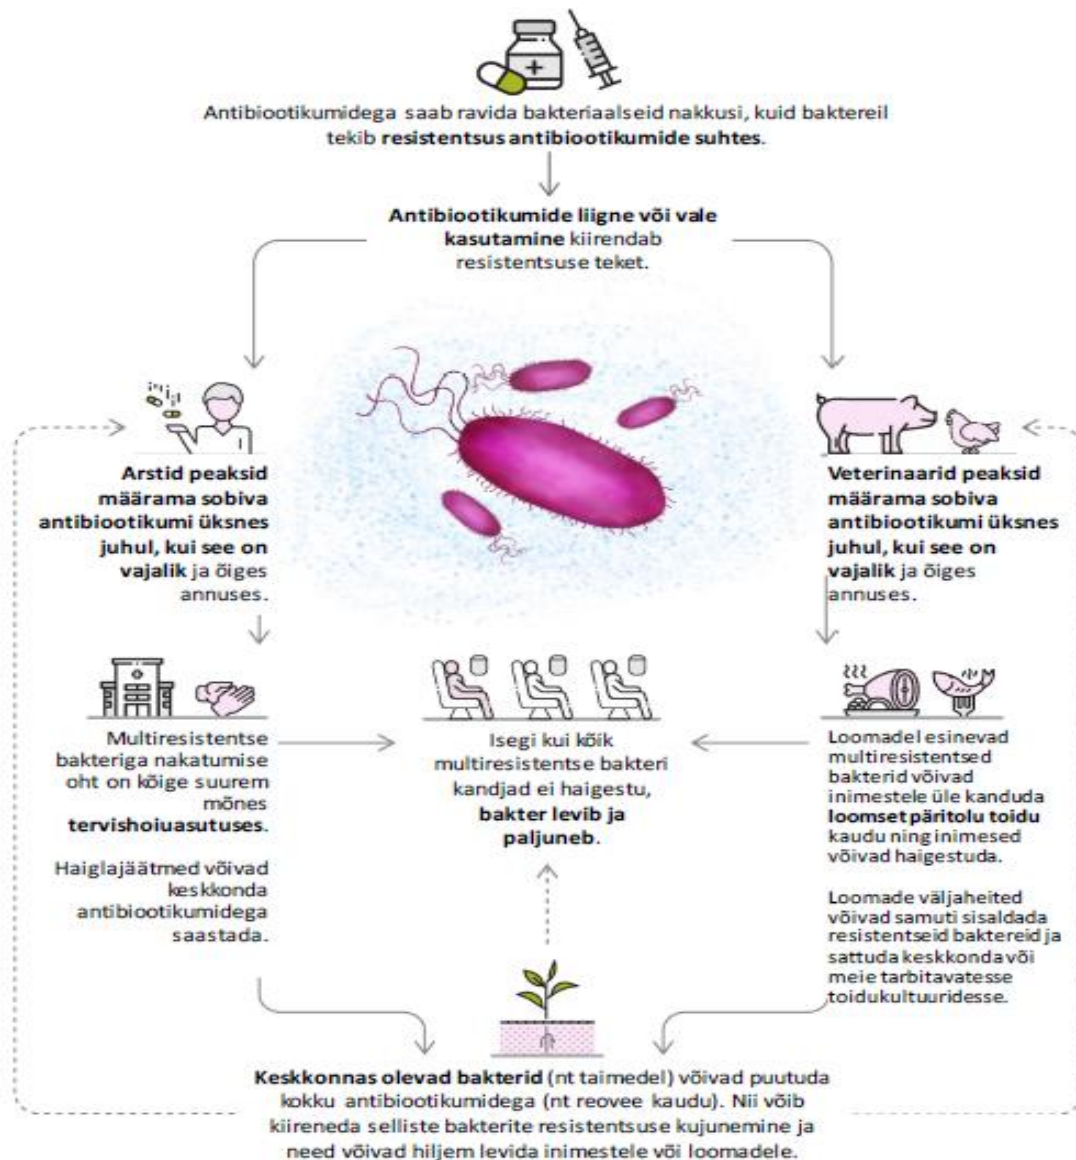 Antibiootikumidega saab ravida bakteriaalseid nakkusi, kuid baktereil
tekib resistentsus antibiootikumide suhtes.
Antibiootikumide liigne või vale
kasutamine kiirendab
resistentsuse teket.
Arstid peaksid
määrama sobiva
antibiootikumi üksnes
juhul, kui see on
vajalik ja õiges
annuses.
Veterinaarid peaksid
määrama sobiva
antibiootikumi üksnes
juhul, kui see on
vajalik ja õiges
annuses.
Multiresistentse
bakteriga nakatumise
oht on kõige suurem
mõnes
tervishoiuasutuses.
Haiglajäätmed võivad
keskkonda
antibiootikumidega
saastada.
Isegi kui kõik
multiresistentse bakteri
kandjad ei haigestu,
bakter levib ja
paljuneb.
Loomadel esinevad
multiresistentsed
bakterid võivad
inimestele üle kanduda
loomset päritolu toidu
kaudu ning inimesed
võivad haigestuda.
Loomade väljaheited
võivad samuti sisaldada
resistentseid baktereid ja
sattuda keskkonda või
meie tarbitavatesse
toidukultuuridesse.
Keskkonnas olevad bakterid (nt taimedel) võivad puutuda
kokku antibiootikumidega (nt reovee kaudu). Nii võib
kiireneda selliste bakterite resistentsuse kujunemine ja
need võivad hiljem levida inimestele või loomadele.